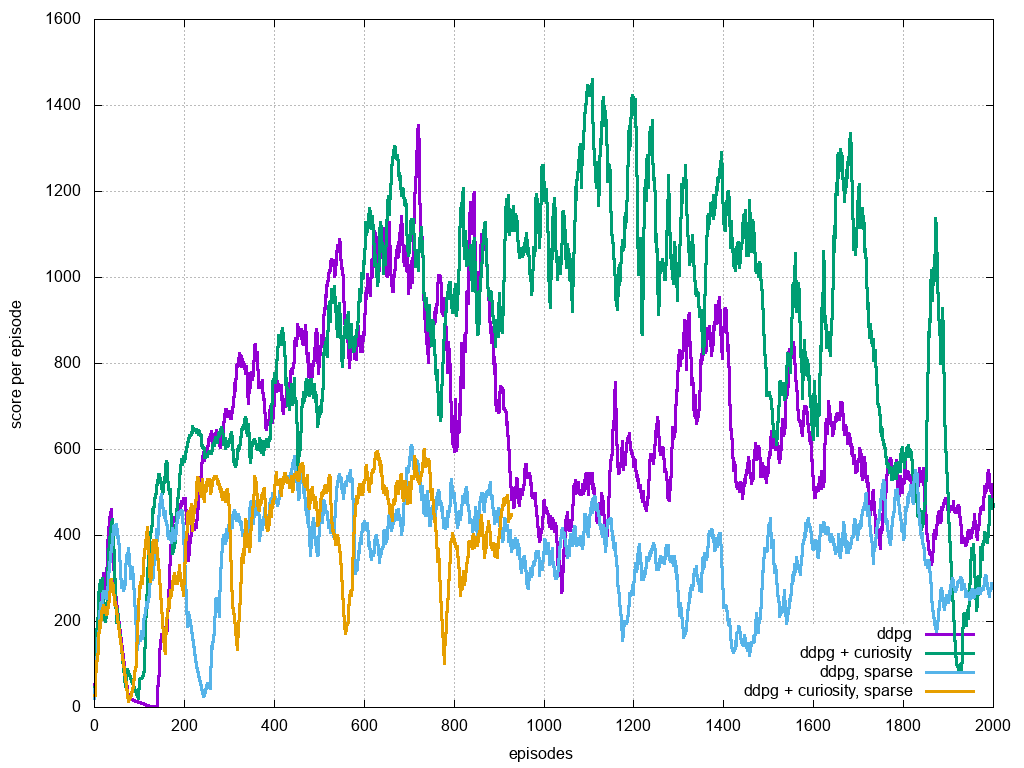 1600
1400
1200
1000
800
600
400
200
0
score per episode
ddpg
ddpg + curiosity
ddpg, sparse
ddpg + curiosity, sparse
0 200 400 600 800 1000 1200 1400 1600 1800 2000
episodes